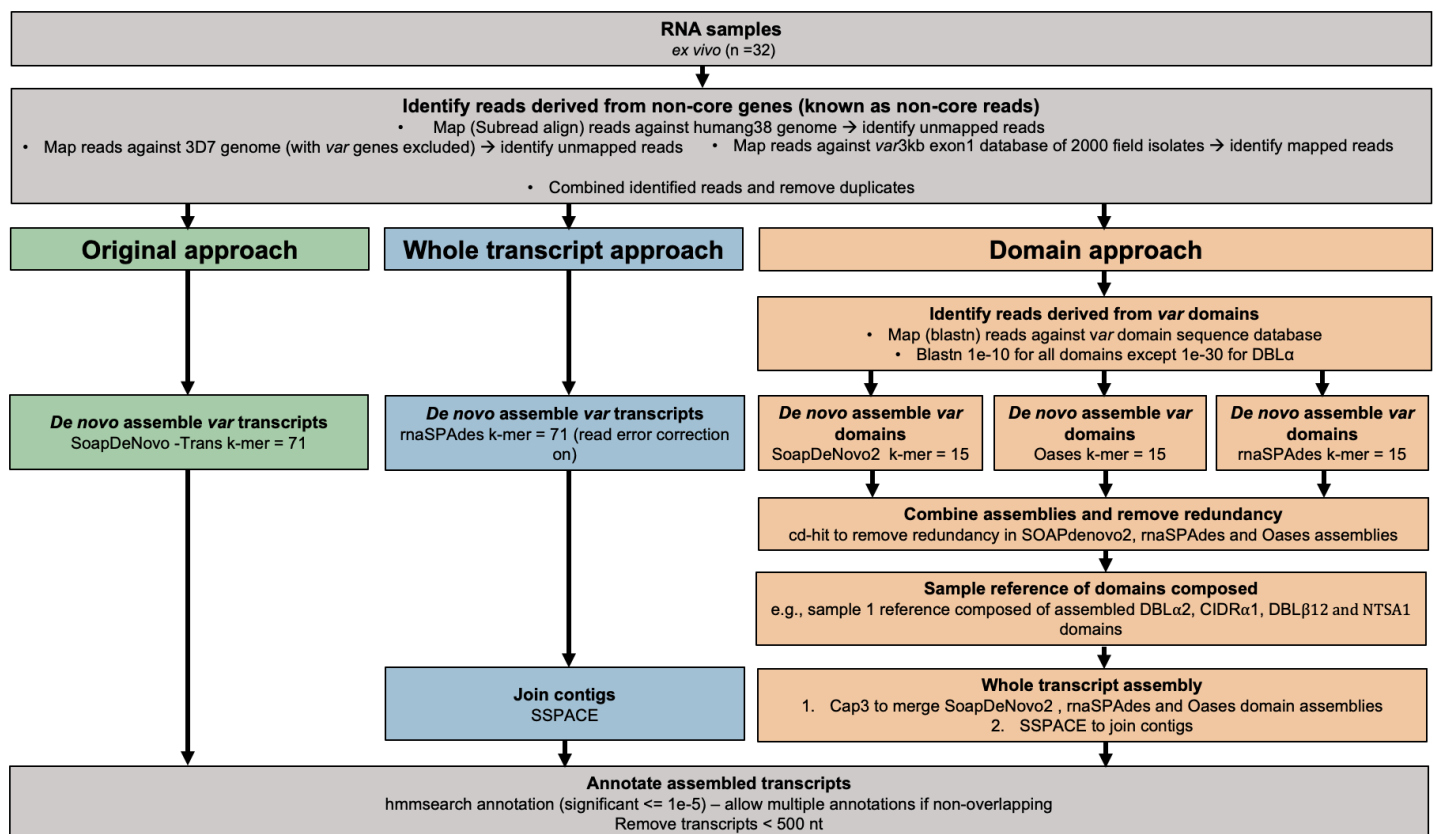 RNA samples
ex vivo (n =32)
Identify reads derived from non-core genes (known as non-core reads)
• Map (Subread align) reads against humang38 genome → identify unmapped reads
• Map reads against 3D7 genome (with var genes excluded) → identify unmapped reads • Map reads against var3kb exon1 database of 2000 field isolates → identify mapped reads
• Combined identified reads and remove duplicates
Original approach
Whole transcript approach
Domain approach
Identify reads derived from var domains
• Map (blastn) reads against var domain sequence database
• Blastn 1e-10 for all domains except 1e-30 for DBLα
De novo assemble var transcripts
SoapDeNovo -Trans k-mer = 71
De novo assemble var transcripts
rnaSPAdes k-mer = 71 (read error correction
on)
De novo assemble var
domains
SoapDeNovo2 k-mer = 15
De novo assemble var
domains
Oases k-mer = 15
De novo assemble var
domains
rnaSPAdes k-mer = 15
Combine assemblies and remove redundancy
cd-hit to remove redundancy in SOAPdenovo2, rnaSPAdes and Oases assemblies
Sample reference of domains composed
e.g., sample 1 reference composed of assembled DBLα2, CIDRα1, DBLβ12 and NTSA1
domains
Join contigs
SSPACE
Whole transcript assembly
1. Cap3 to merge SoapDeNovo2 , rnaSPAdes and Oases domain assemblies
2. SSPACE to join contigs
Annotate assembled transcripts
hmmsearch annotation (significant <= 1e-5) – allow multiple annotations if non-overlapping
Remove transcripts < 500 nt